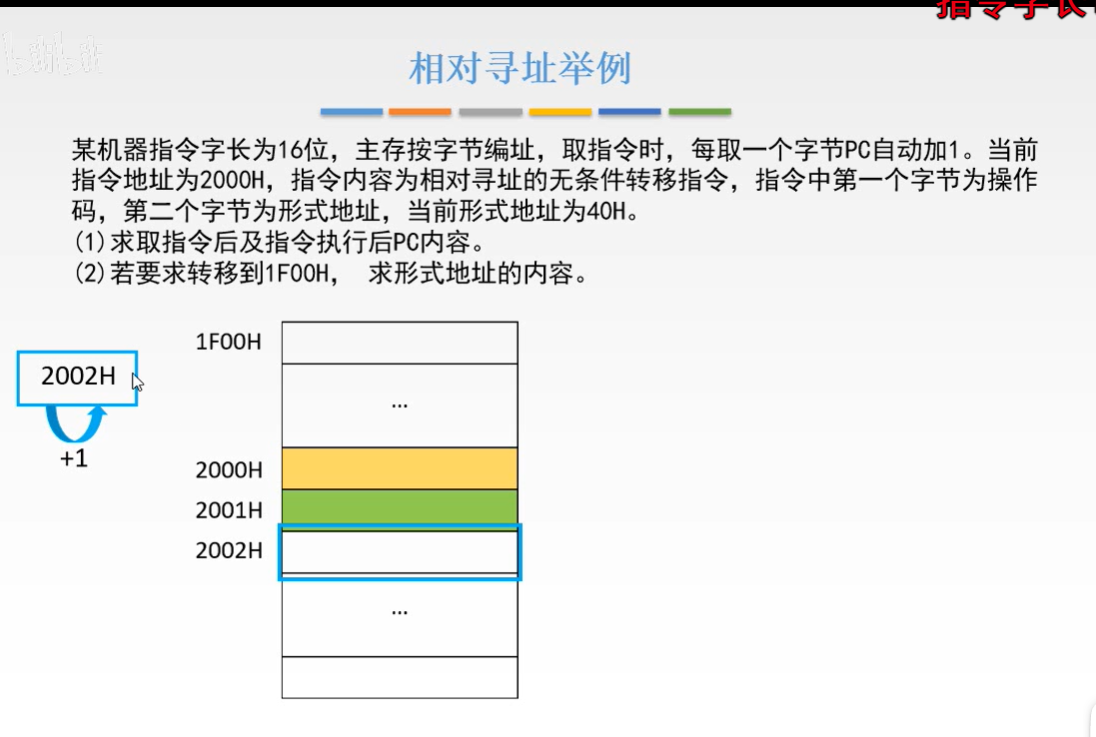 指令字长
相对寻址举例
某机器指令字长为16位，主存按字节编址，取指令时，每取一个字节PC自动加1。当前
指令地址为2000H，指令内容为相对寻址的无条件转移指令，指令中第一个字节为操作
码，第二个字节为形式地址，当前形式地址为40H。
(1)求取指令后及指令执行后PC内容。
(2)若要求转移到1F00H， 求形式地址的内容。
1F00H
2002H
...
+1
2000H
2001H
2002H
...